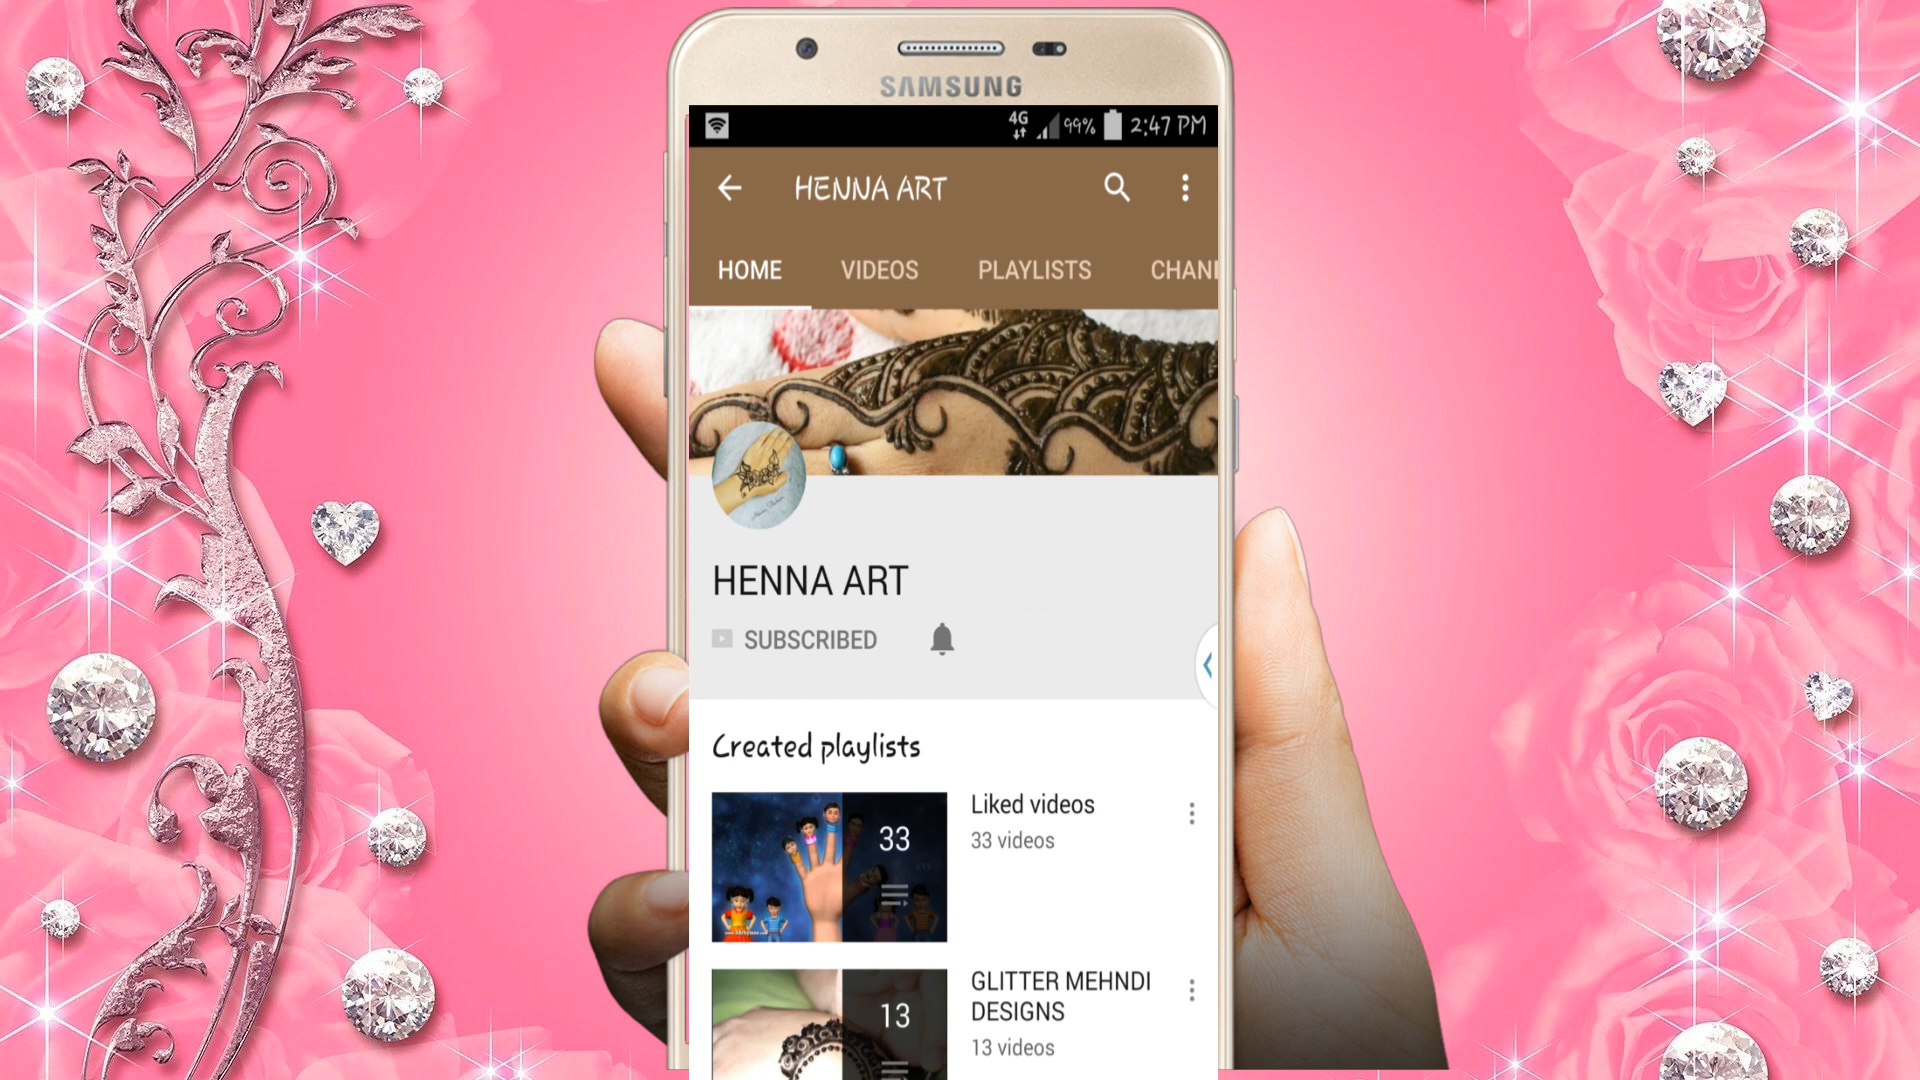 SAMSUNG
4G 99% 2:47 PM
HENNA ART
HOME VIDEOS PLAYLISTS CHAN
HENNA ART
SUBSCRIBED
Created playlists
33
Liked videos
33 videos
13
GLITTER MEHNDI
DESIGNS
13 videos